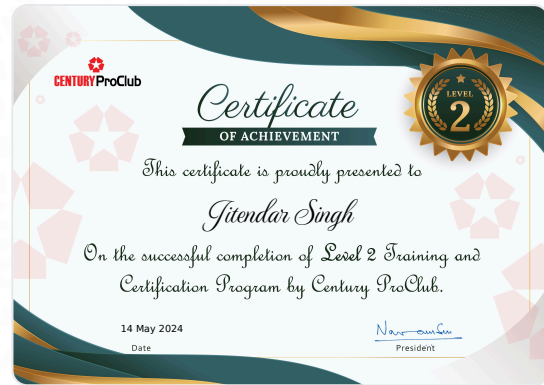 CENTURY ProClub
Certificate
LEVEL
2
OF ACHIEVEMENT
This certificate is proudly presented to
Jitendar Singh
On the successful completion of Level 2 Training and
Certification Program by Century ProClub.
14 May 2024
Date
President